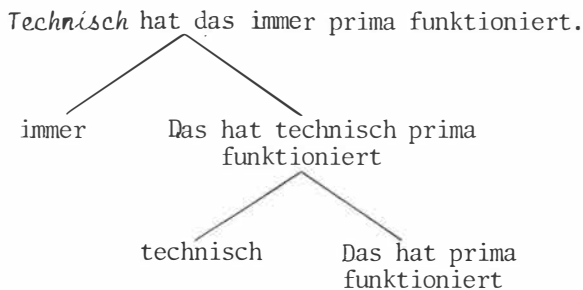 Technisch hat das immer prima funktioniert.
immer
Das hat technisch prima
funktioniert
technisch
Das hat prima
funktioniert